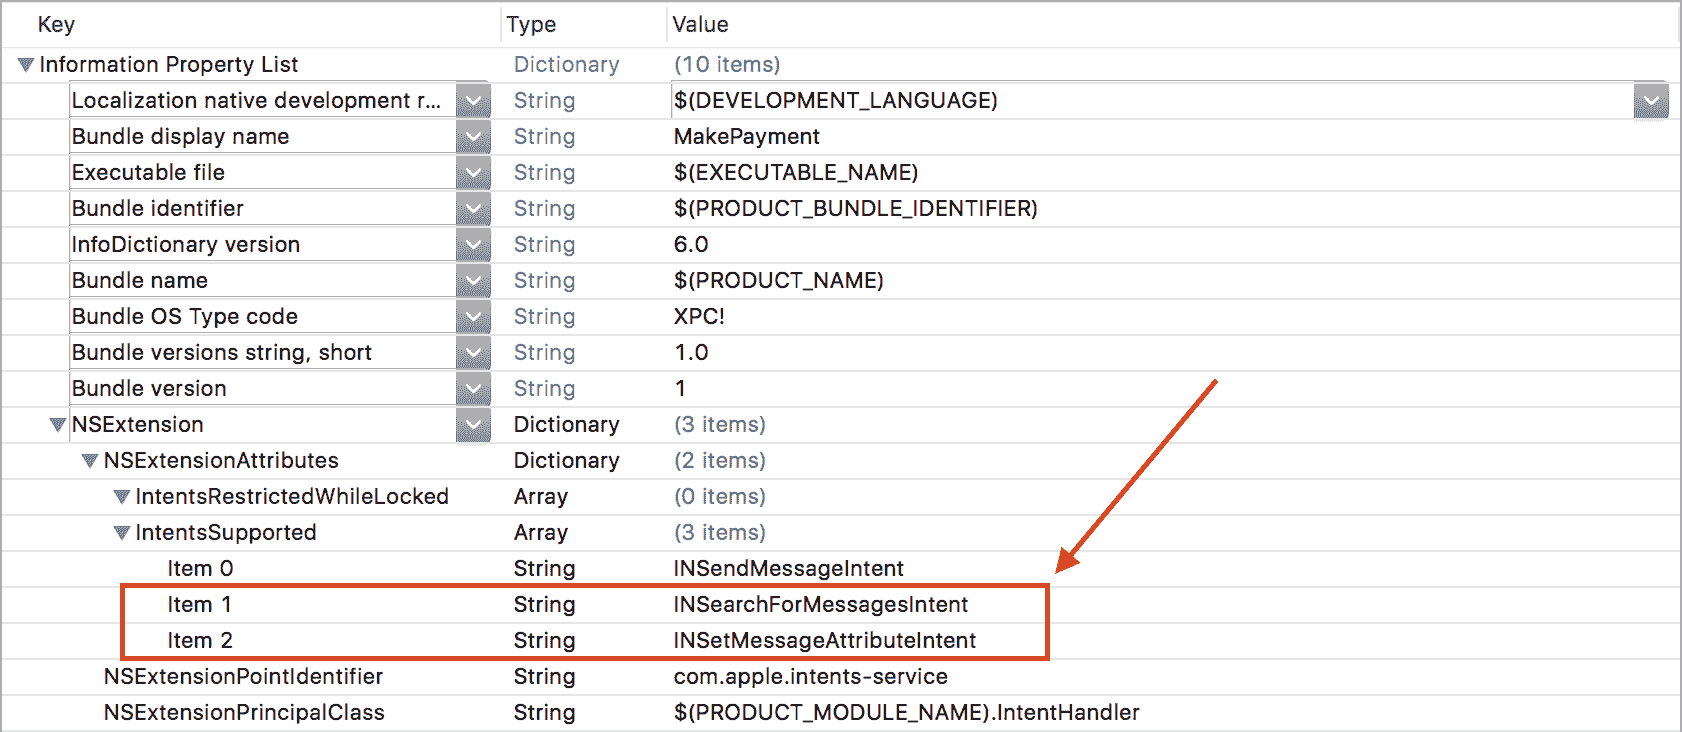 Key Type Value
Information Property List Dictionary (10 items)
Localization native development r... String $(DEVELOPMENT_LANGUAGE)
Bundle display name String MakePayment
Executable file String $(EXECUTABLE_NAME)
Bundle identifier String $(PRODUCT_BUNDLE_IDENTIFIER)
InfoDictionary version String 6.0
Bundle name String $(PRODUCT_NAME)
Bundle OS Type code String XPC!
Bundle versions string, short String 1.0
Bundle version String 1
NSExtension Dictionary (3 items)
NSExtensionAttributes Dictionary (2 items)
IntentsRestrictedWhileLocked Array (0 items)
IntentsSupported Array (3 items)
Item 0 String INSendMessageIntent
Item 1 String INSearchForMessagesIntent
Item 2 String INSetMessageAttributeIntent
NSExtensionPointIdentifier String com.apple.intents-service
NSExtensionPrincipalClass String $(PRODUCT_MODULE_NAME).IntentHandler